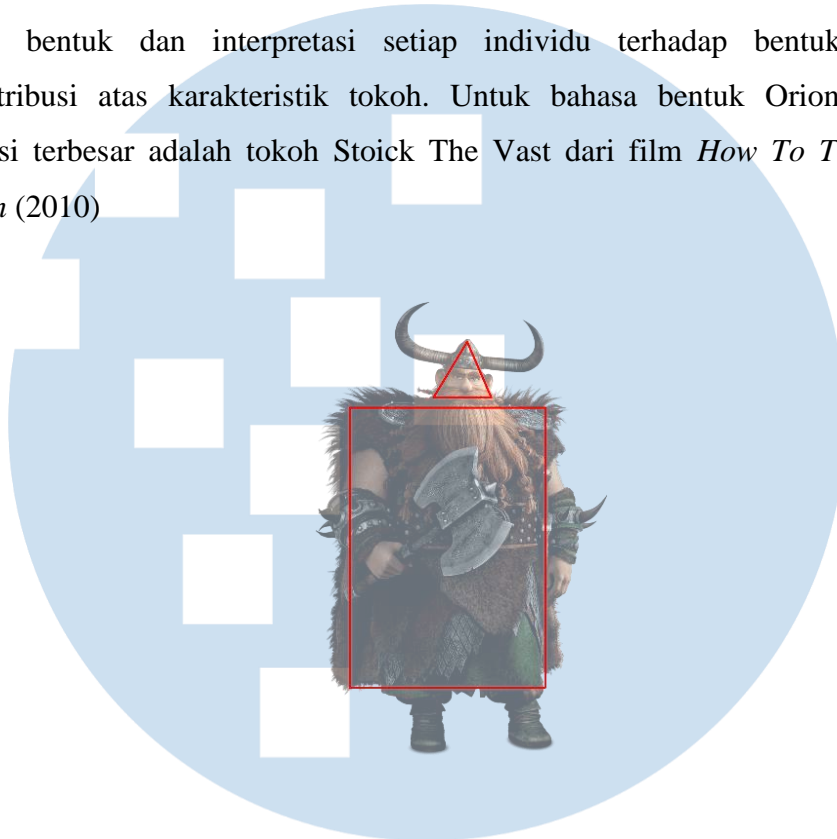 bentuk dan interpretasi setiap individu terhadap bentuk
tribusi atas karakteristik tokoh. Untuk bahasa bentuk Orion
si terbesar adalah tokoh Stoick The Vast dari film How To T
n (2010)